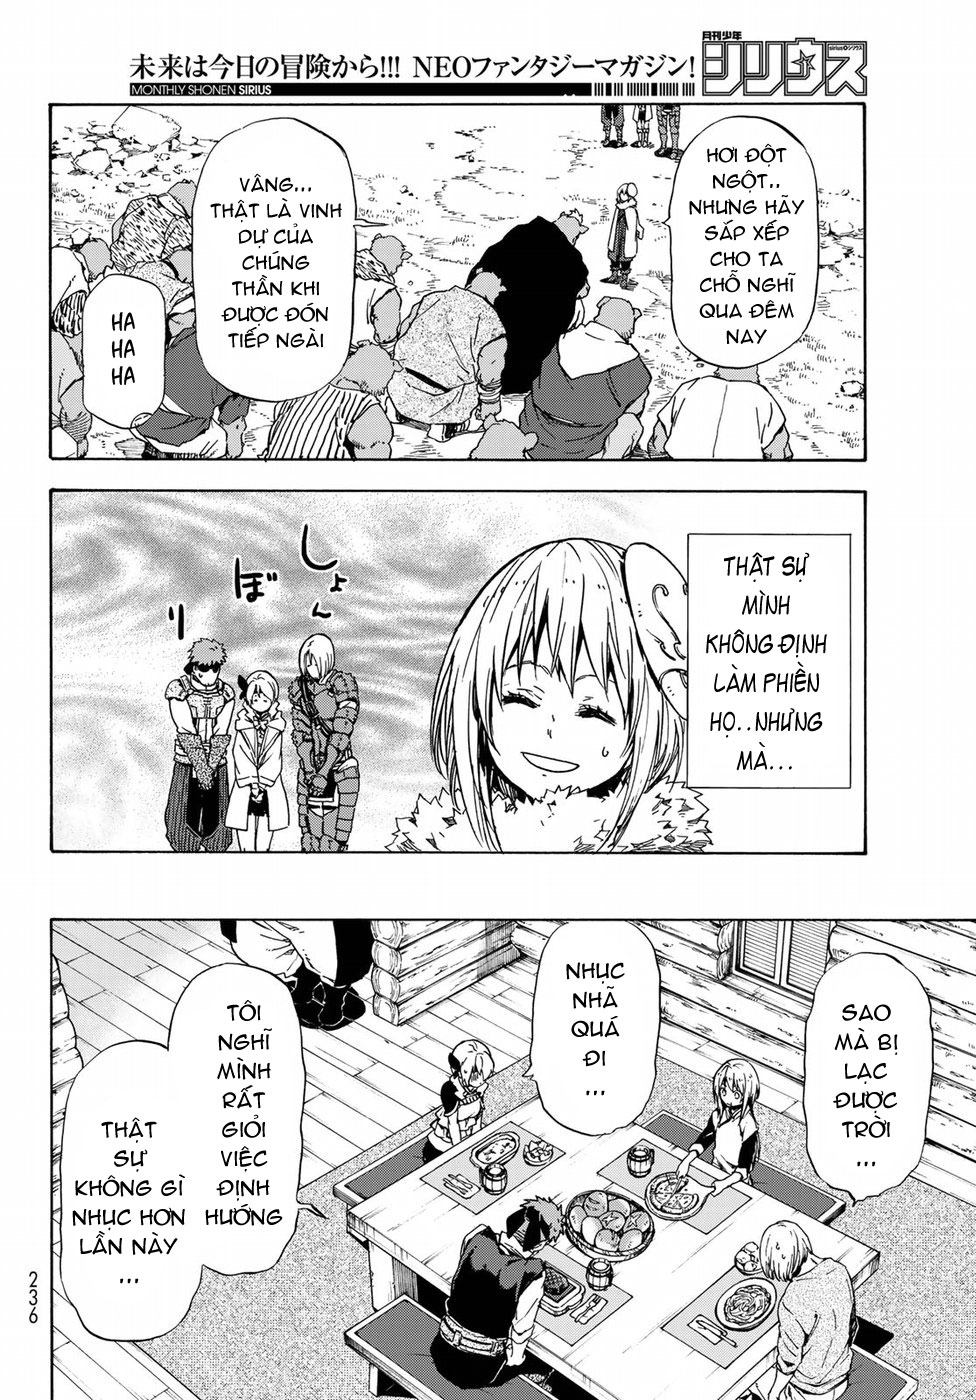 未来は今日の冒険から!!! NEOファンタジーマガジン!
月刊少年
シリウス
MONTHLY SHONEN SIRIUS
HƠI ĐỘT
NGỘT..
NHƯNG HÃY
SẮP XẾP
CHO TA
CHỖ NGHĨ
QUA ĐÊM
NAY
VÂNG...
THẬT LÀ VINH
DỰ CỦA
CHÚNG
THẦN KHI
ĐƯỢC ĐÓN
TIẾP NGÀI
HA
HA
HA
THẬT SỰ
MÌNH
KHÔNG ĐỊNH
LÀM PHIỀN
HỌ..NHƯNG
MÀ...
しょん
ぼり
SAO
MÀ BỊ
LẠC
ĐƯỢC
TRỜI
...
NHỤC
NHÃ
QUÁ
ĐI
...
TÔI
NGHĨ
MÌNH
RẤT
GIỎI
VIỆC
ĐỊNH
HƯỚNG
THẬT
SỰ
KHÔNG GÌ
NHỤC HƠN
LẦN NÀY
...
236